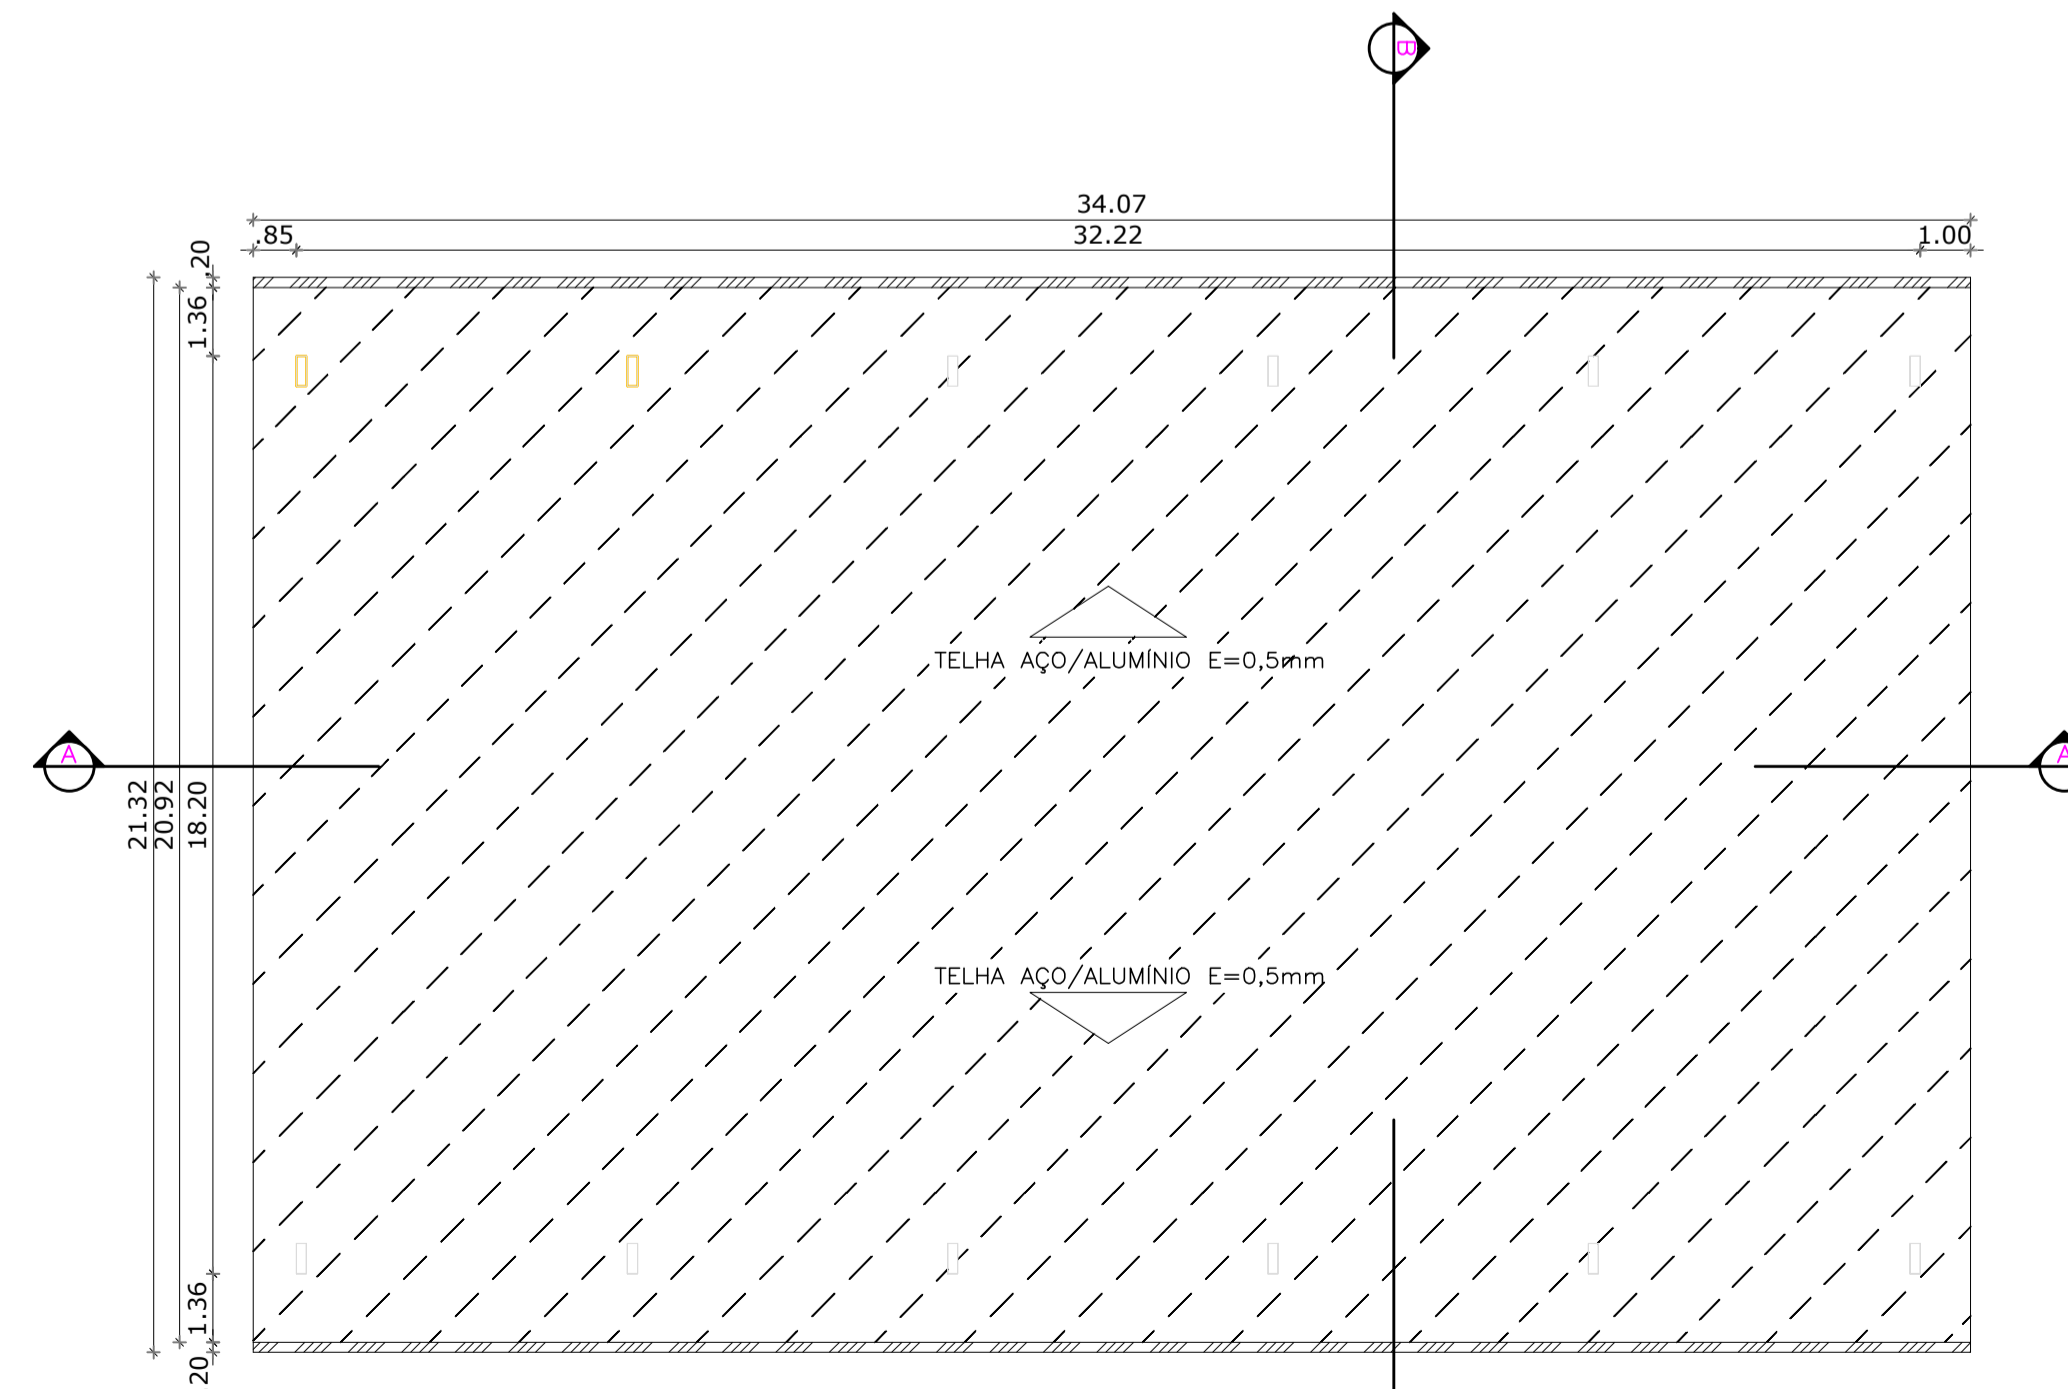 B
34.07
.85
32.22
1.00
.20
1.36
TELHA AÇO/ALUMÍNIO E=0,5mm
A
A
21.32
20.92
18.20
TELHA AÇO/ALUMÍNIO E=0,5mm
1.36
.20